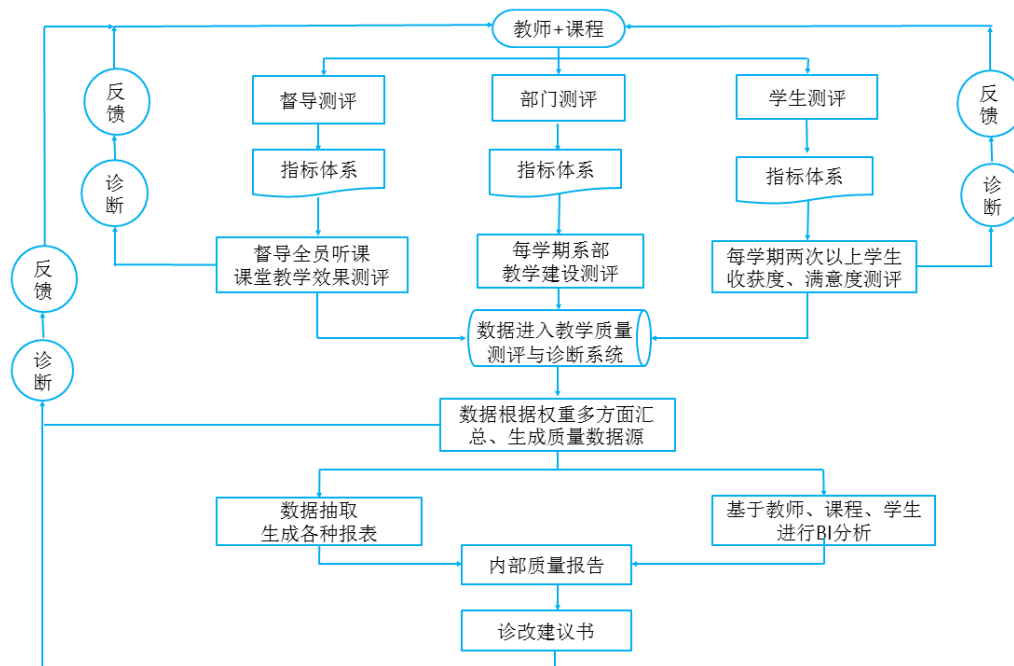 教师+课程
督导测评
部门测评
学生测评
反
馈
反
馈
指标体系
指标体系
指标体系
诊
断
诊
断
督导全员听课
课堂教学效果测评
每学期系部
教学建设测评
每学期两次以上学生
收获度、满意度测评
反
馈
数据进入教学质量
测评与诊断系统
诊
断
数据根据权重多方面汇
总、生成质量数据源
数据抽取
生成各种报表
基于教师、课程、学生
进行BI分析
内部质量报告
诊改建议书